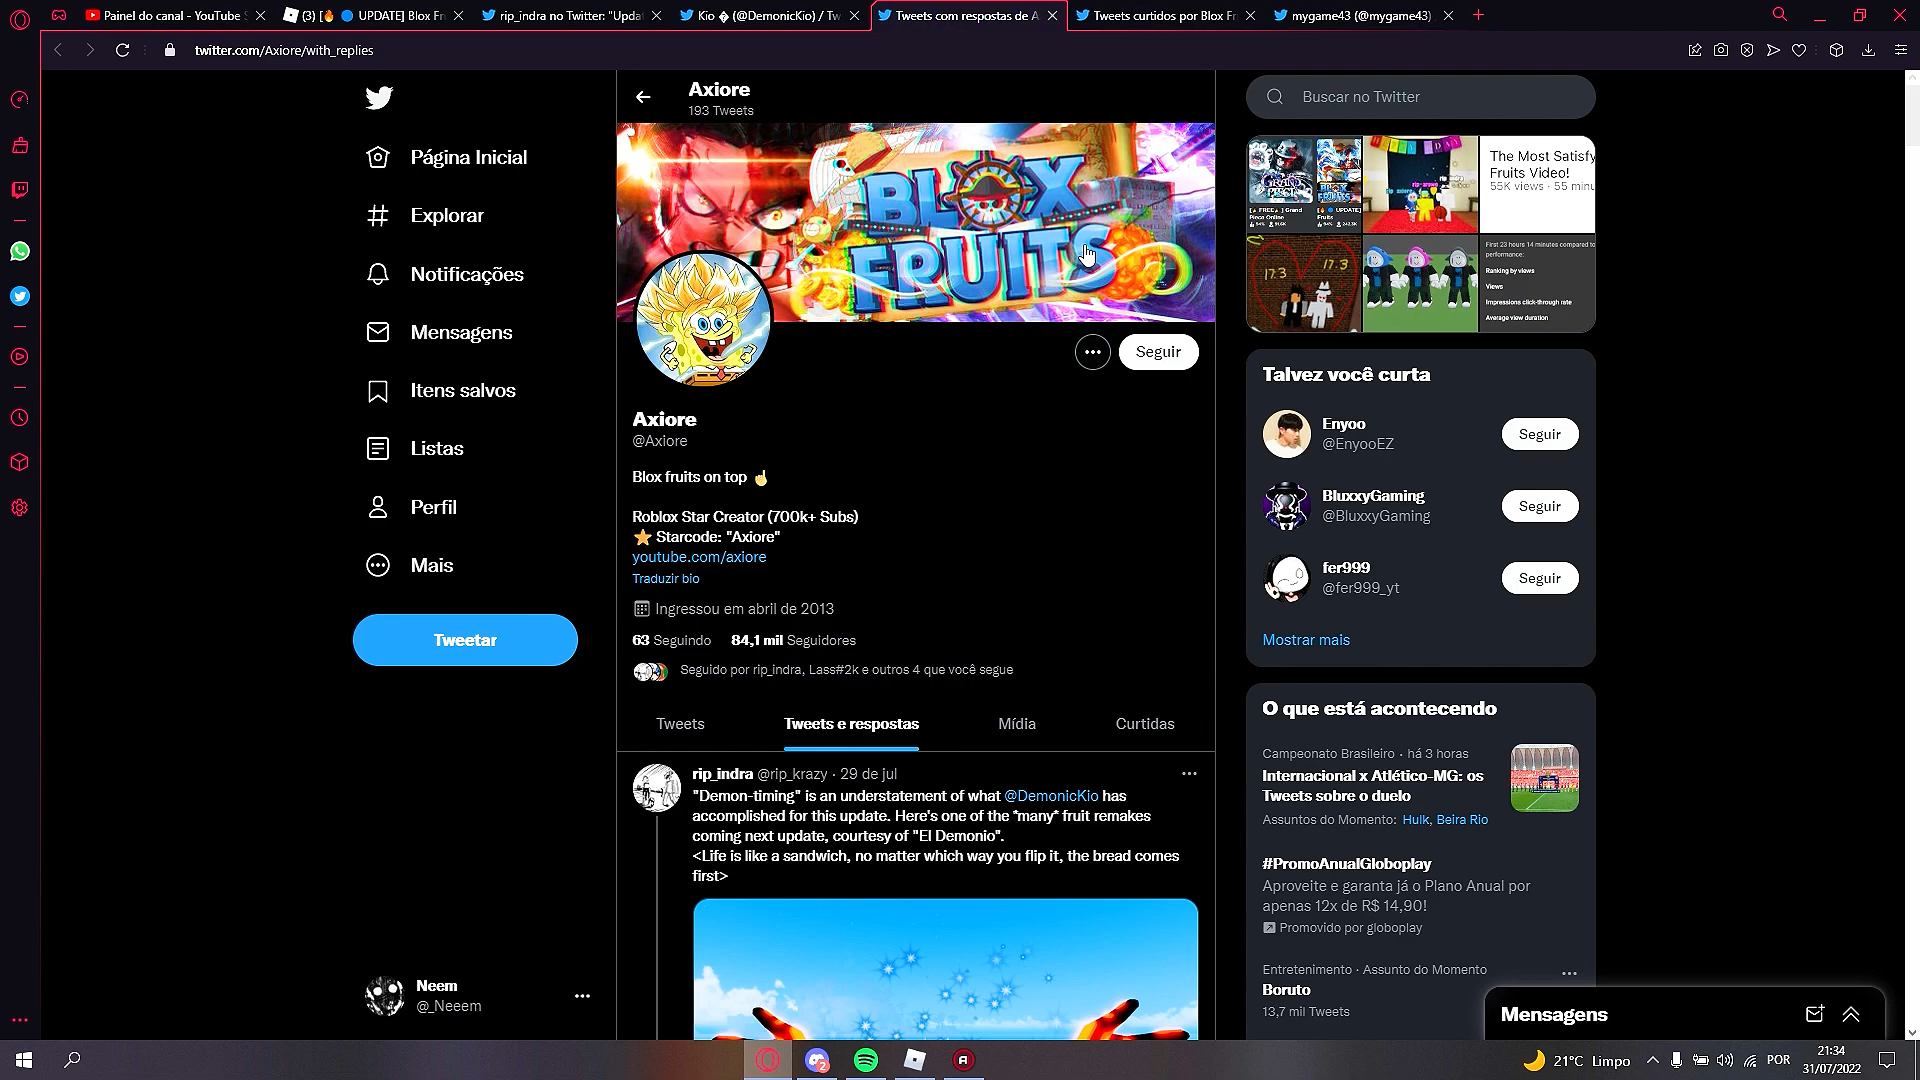 Painel do canal - YouTube S
(3) [🔥🔵 UPDATE] Blox Fr
rip_indra no Twitter: "Updat
Kio � (@DemonicKio) / Tw
Tweets com respostas de A
Tweets curtidos por Blox Fr
mygame43 (@mygame43)
twitter.com/Axiore/with_replies
Página Inicial
Explorar
Notificações
Mensagens
Itens salvos
Listas
Perfil
Mais
Tweetar
Neem
@_Neeem
Axiore
193 Tweets
BLOX
FRUITS
Seguir
Axiore
@Axiore
Blox fruits on top ☝
Roblox Star Creator (700k+ Subs)
⭐ Starcode: "Axiore"
youtube.com/axiore
Traduzir bio
Ingressou em abril de 2013
63 Seguindo 84,1 mil Seguidores
Seguido por rip_indra, Lass#2k e outros 4 que você segue
Tweets Tweets e respostas Mídia Curtidas
rip_indra @rip_krazy · 29 de jul
"Demon-timing" is an understatement of what @DemonicKio has
accomplished for this update. Here's one of the *many* fruit remakes
coming next update, courtesy of "El Demonio".
<Life is like a sandwich, no matter which way you flip it, the bread comes
first>
Buscar no Twitter
The Most Satisfy
Fruits Video!
55K views · 55 minu
17.3
17.3
First 23 hours 14 minutes compared to
performance:
Ranking by views
Views
Impressions click-through rate
Average view duration
Talvez você curta
Enyoo
@EnyooEZ
Seguir
BluxxyGaming
@BluxxyGaming
Seguir
fer999
@fer999_yt
Seguir
Mostrar mais
O que está acontecendo
Campeonato Brasileiro · há 3 horas
Internacional x Atlético-MG: os
Tweets sobre o duelo
Assuntos do Momento: Hulk, Beira Rio
#PromoAnualGloboplay
Aproveite e garanta já o Plano Anual por
apenas 12x de R$ 14,90!
Promovido por globoplay
Entretenimento · Assunto do Momento
Boruto
13,7 mil Tweets
Mensagens
21°C Limpo
POR
21:34
31/07/2022